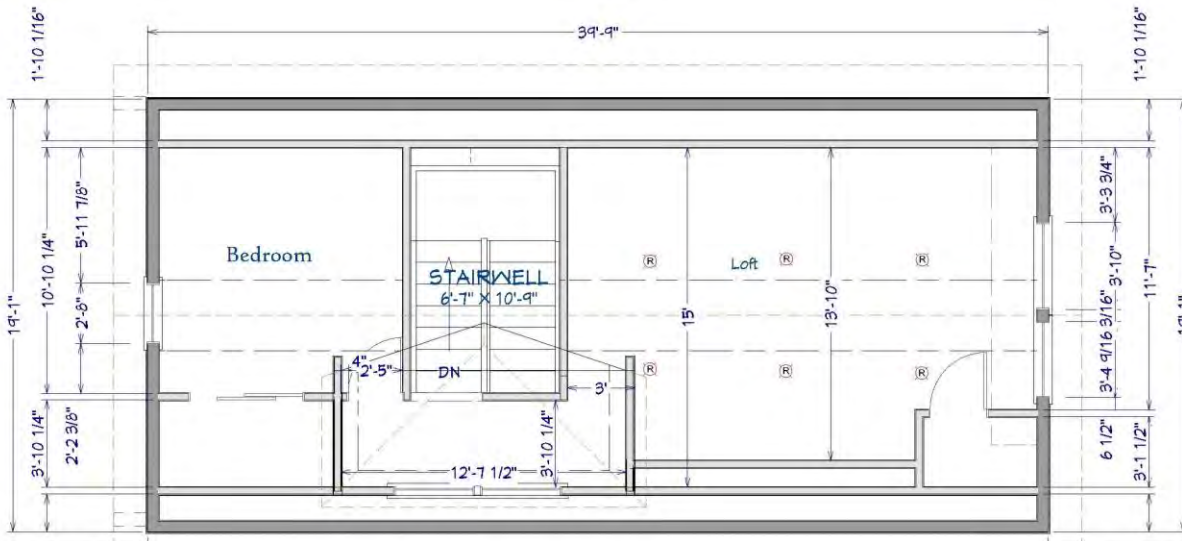 39'-9"
1'-10 1/16"
1'-10 1/16"
19'-1"
10'-10 1/4"
5'-11 7/8"
2'-8"
3'-10 1/4"
2'-2 3/8"
Bedroom
STAIRWELL
6'-7" X 10'-9"
DN
4"
2'-5"
3'
12'-7 1/2"
3'-10 1/4"
Loft
R
R
R
R
R
R
15'
13'-10"
3'-3 3/4"
3'-10"
11'-7"
3'-4 9/16
3/16"
6 1/2"
3'-1 1/2"